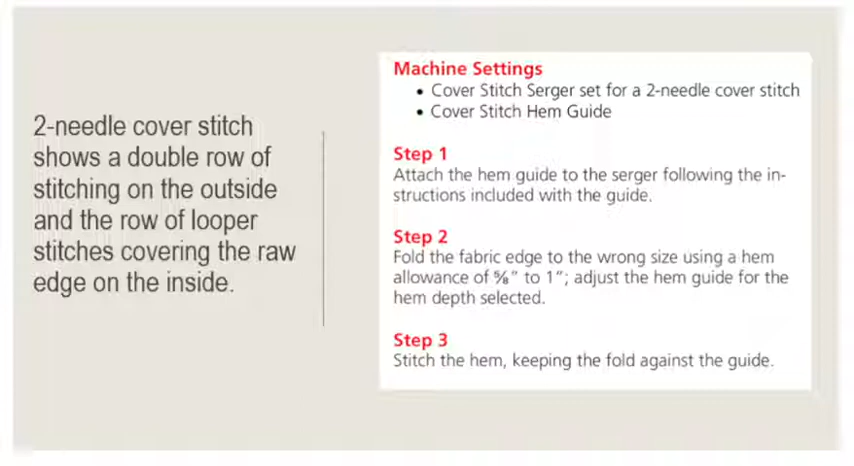 2-needle cover stitch
shows a double row of
stitching on the outside
and the row of looper
stitches covering the raw
edge on the inside.
Machine Settings
• Cover Stitch Serger set for a 2-needle cover stitch
• Cover Stitch Hem Guide
Step 1
Attach the hem guide to the serger following the in-
structions included with the guide.
Step 2
Fold the fabric edge to the wrong size using a hem
allowance of ⅝" to 1"; adjust the hem guide for the
hem depth selected.
Step 3
Stitch the hem, keeping the fold against the guide.